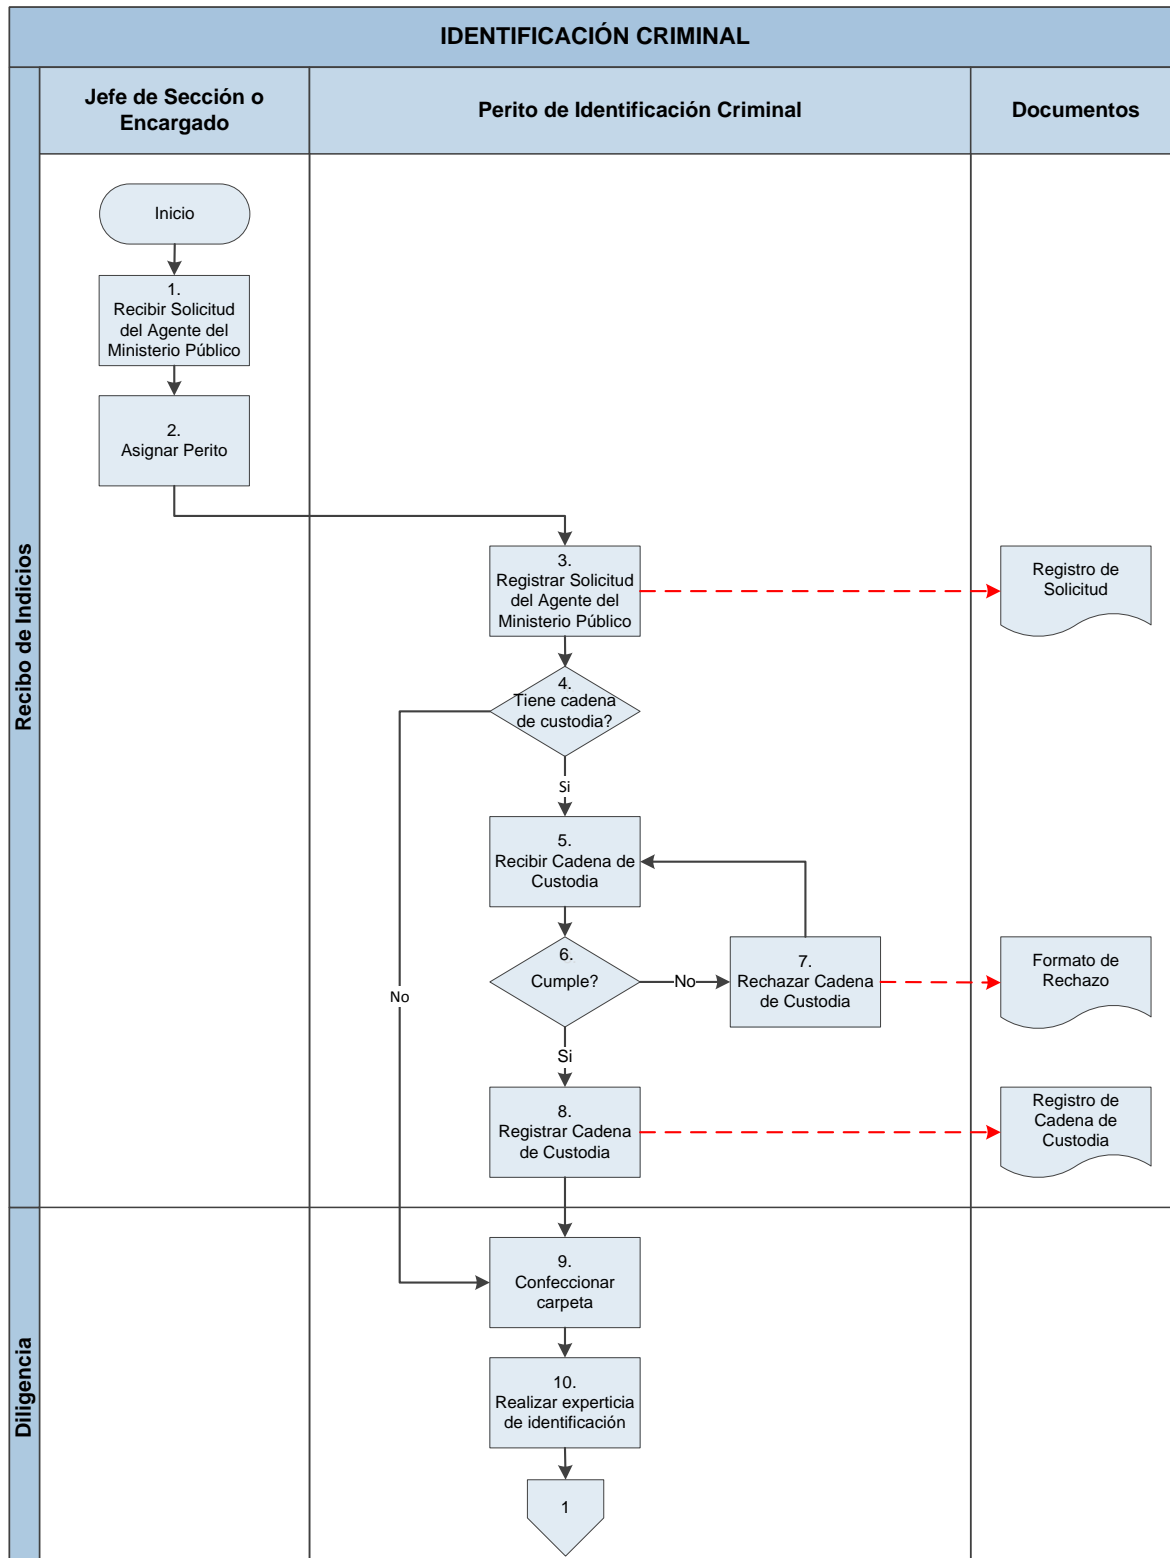 IDENTIFICACIÓN CRIMINAL
Jefe de Sección o
Encargado
Perito de Identificación Criminal
Documentos
Recibo de Indicios
Inicio
1.
Recibir Solicitud
del Agente del
Ministerio Público
2.
Asignar Perito
3.
Registrar Solicitud
del Agente del
Ministerio Público
Registro de
Solicitud
4.
Tiene cadena
de custodia?
Si
5.
Recibir Cadena de
Custodia
6.
Cumple?
No
7.
Rechazar Cadena
de Custodia
Formato de
Rechazo
No
Si
8.
Registrar Cadena
de Custodia
Registro de
Cadena de
Custodia
Diligencia
9.
Confeccionar
carpeta
10.
Realizar experticia
de identificación
1